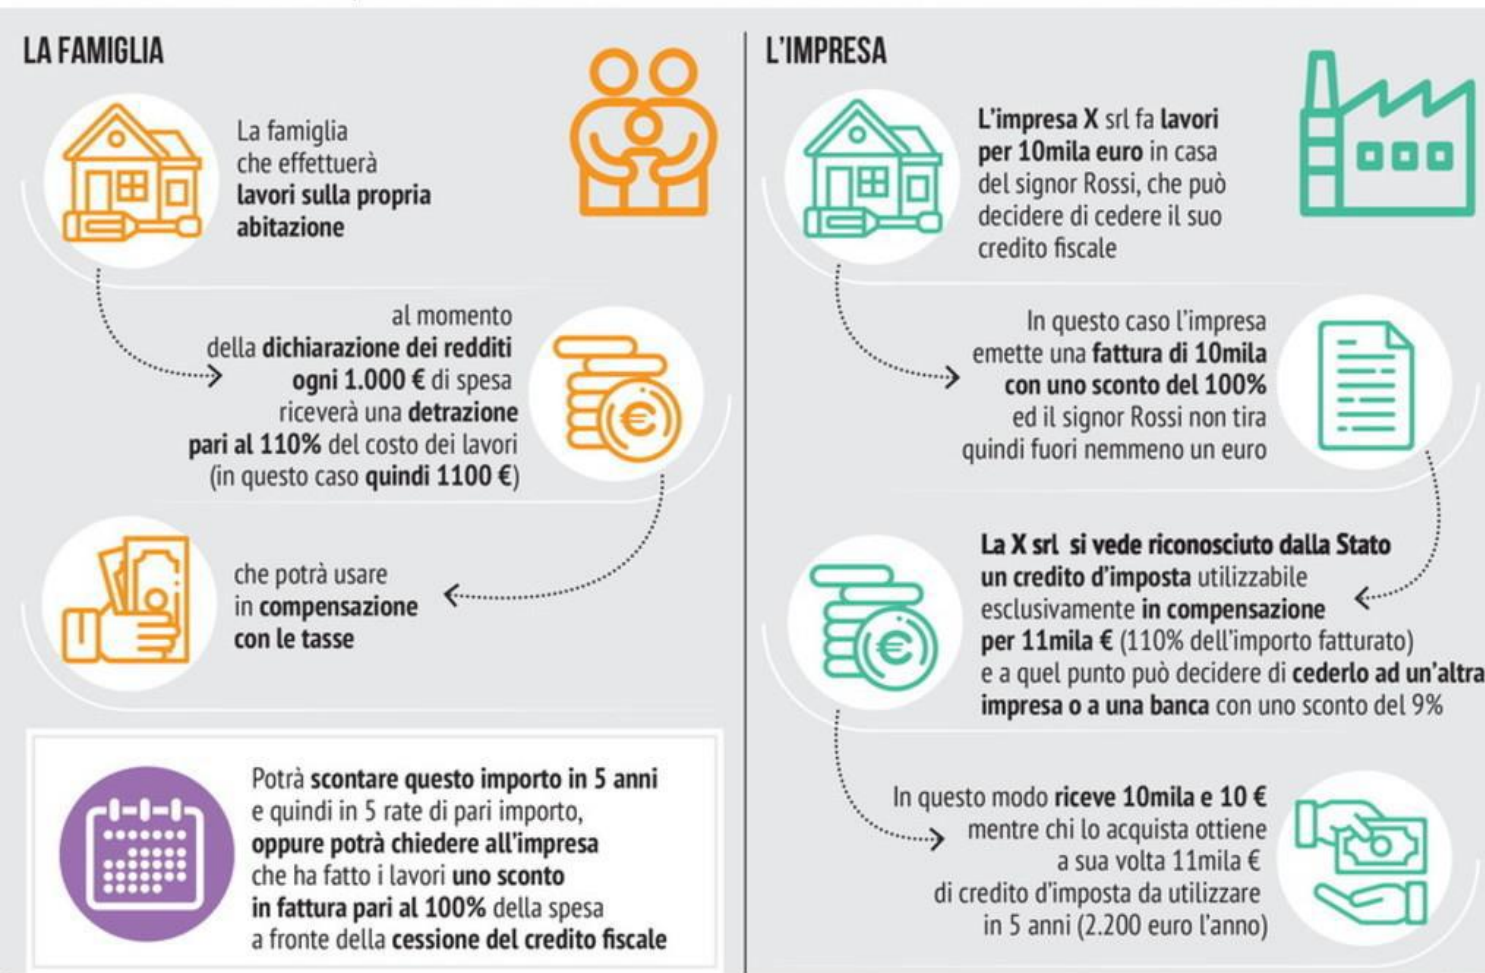 LA FAMIGLIA
La famiglia
che effettuerà
lavori sulla propria
abitazione
al momento
della dichiarazione dei redditi
ogni 1.000 € di spesa
riceverà una detrazione
pari al 110% del costo dei lavori
(in questo caso quindi 1100 €)
che potrà usare
in compensazione
con le tasse
Potrà scontare questo importo in 5 anni
e quindi in 5 rate di pari importo,
oppure potrà chiedere all'impresa
che ha fatto i lavori uno sconto
in fattura pari al 100% della spesa
a fronte della cessione del credito fiscale
L'IMPRESA
L'impresa X srl fa lavori
per 10mila euro in casa
del signor Rossi, che può
decidere di cedere il suo
credito fiscale
In questo caso l'impresa
emette una fattura di 10mila
con uno sconto del 100%
ed il signor Rossi non tira
quindi fuori nemmeno un euro
La X srl si vede riconosciuto dalla Stato
un credito d'imposta utilizzabile
esclusivamente in compensazione
per 11mila € (110% dell'importo fatturato)
e a quel punto può decidere di cederlo ad un'altra
impresa o a una banca con uno sconto del 9%
In questo modo riceve 10mila e 10 €
mentre chi lo acquista ottiene
a sua volta 11mila €
di credito d'imposta da utilizzare
in 5 anni (2.200 euro l'anno)